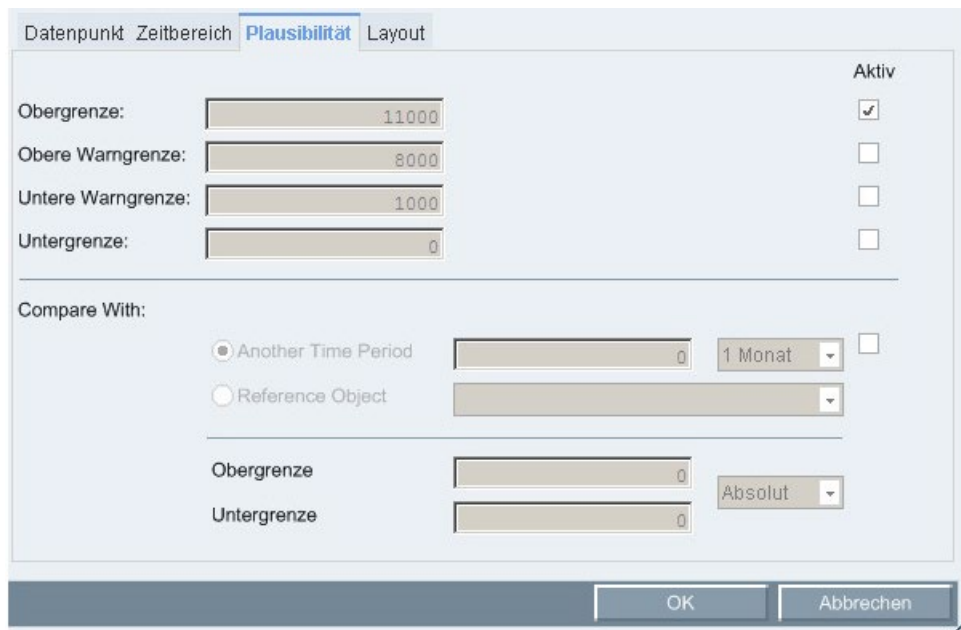 Datenpunkt Zeitbereich Plausibilität Layout
Aktiv
Obergrenze: 11000
Obere Warngrenze: 8000
Untere Warngrenze: 1000
Untergrenze: 0
Compare With:
Another Time Period 0 1 Monat
Reference Object
Obergrenze 0
Absolut
Untergrenze 0
OK Abbrechen